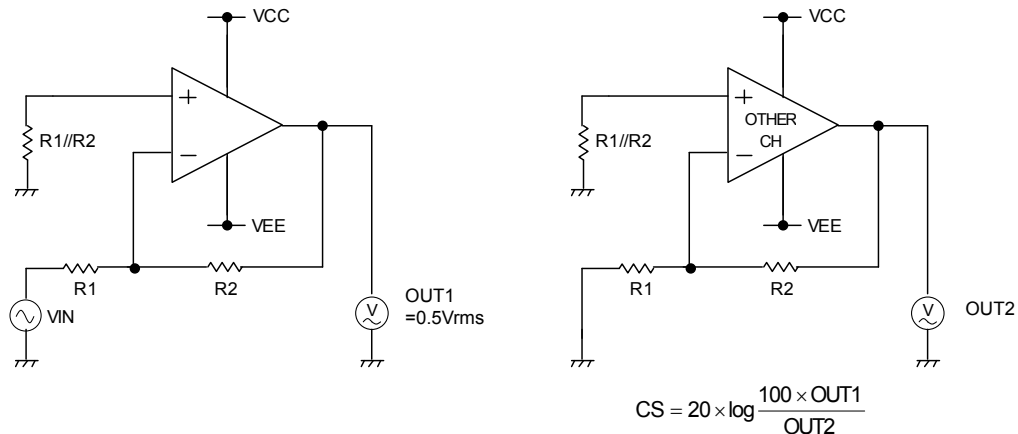 VCC
+
R1//R2
−
VEE
R1
R2
VIN
V
OUT1
=0.5Vrms
VCC
+
OTHER
CH
R1//R2
−
VEE
R1
R2
V
OUT2
CS = 20 × log 100 × OUT1
OUT2